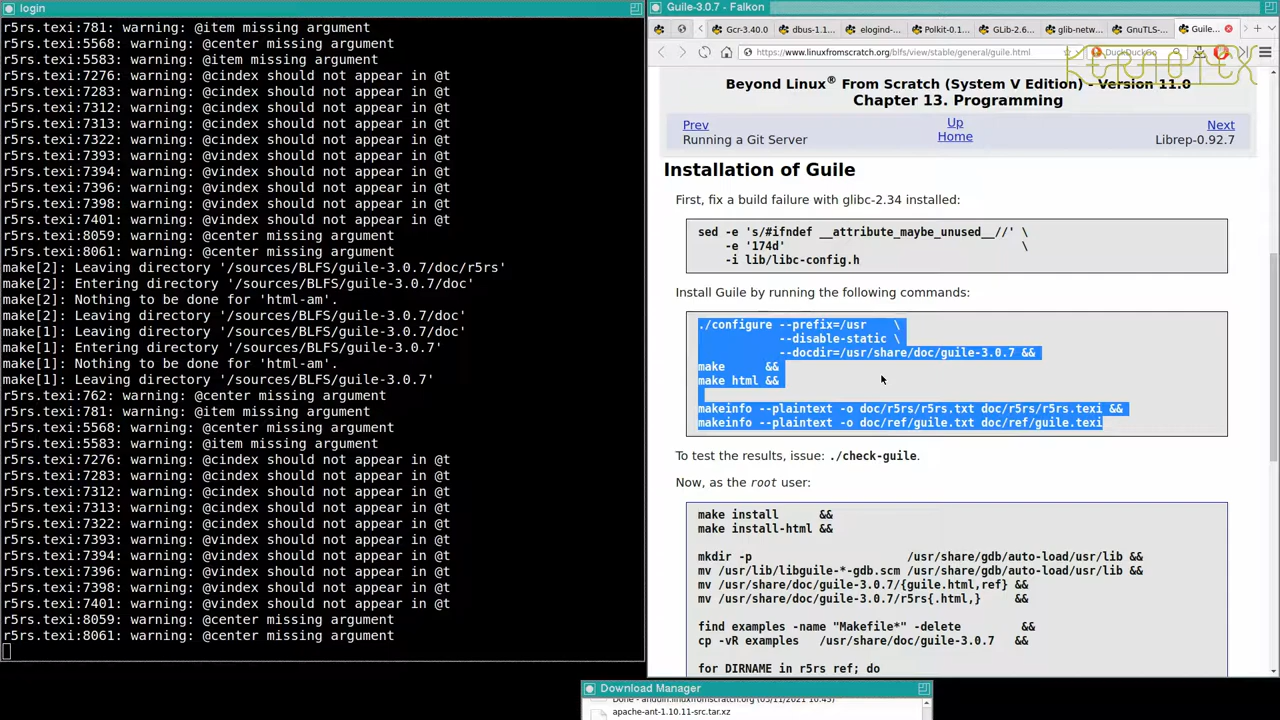 login
r5rs.texi:781: warning: @item missing argument
r5rs.texi:5568: warning: @center missing argument
r5rs.texi:5583: warning: @item missing argument
r5rs.texi:7276: warning: @cindex should not appear in @t
r5rs.texi:7283: warning: @cindex should not appear in @t
r5rs.texi:7312: warning: @cindex should not appear in @t
r5rs.texi:7313: warning: @cindex should not appear in @t
r5rs.texi:7322: warning: @cindex should not appear in @t
r5rs.texi:7393: warning: @vindex should not appear in @t
r5rs.texi:7394: warning: @vindex should not appear in @t
r5rs.texi:7396: warning: @vindex should not appear in @t
r5rs.texi:7398: warning: @vindex should not appear in @t
r5rs.texi:7401: warning: @vindex should not appear in @t
r5rs.texi:8059: warning: @center missing argument
r5rs.texi:8061: warning: @center missing argument
make[2]: Leaving directory '/sources/BLFS/guile-3.0.7/doc/r5rs'
make[2]: Entering directory '/sources/BLFS/guile-3.0.7/doc'
make[2]: Nothing to be done for 'html-am'.
make[2]: Leaving directory '/sources/BLFS/guile-3.0.7/doc'
make[1]: Leaving directory '/sources/BLFS/guile-3.0.7/doc'
make[1]: Entering directory '/sources/BLFS/guile-3.0.7'
make[1]: Nothing to be done for 'html-am'.
make[1]: Leaving directory '/sources/BLFS/guile-3.0.7'
r5rs.texi:762: warning: @center missing argument
r5rs.texi:781: warning: @item missing argument
r5rs.texi:5568: warning: @center missing argument
r5rs.texi:5583: warning: @item missing argument
r5rs.texi:7276: warning: @cindex should not appear in @t
r5rs.texi:7283: warning: @cindex should not appear in @t
r5rs.texi:7312: warning: @cindex should not appear in @t
r5rs.texi:7313: warning: @cindex should not appear in @t
r5rs.texi:7322: warning: @cindex should not appear in @t
r5rs.texi:7393: warning: @vindex should not appear in @t
r5rs.texi:7394: warning: @vindex should not appear in @t
r5rs.texi:7396: warning: @vindex should not appear in @t
r5rs.texi:7398: warning: @vindex should not appear in @t
r5rs.texi:7401: warning: @vindex should not appear in @t
r5rs.texi:8059: warning: @center missing argument
r5rs.texi:8061: warning: @center missing argument
Guile-3.0.7 - Falkon
Gcr-3.40.0 dbus-1.1... elogind-... Polkit-0.1... GLib-2.6... glib-netw... GnuTLS-... Guile...
https://www.linuxfromscratch.org/blfs/view/stable/general/guile.html DuckDuckGo
KERNOTEX
Beyond Linux® From Scratch (System V Edition) - Version 11.0
Chapter 13. Programming
Prev Up Next
Running a Git Server Home Librep-0.92.7
Installation of Guile
First, fix a build failure with glibc-2.34 installed:
sed -e 's/#ifndef __attribute_maybe_unused__//' \
-e '174d' \
-i lib/libc-config.h
Install Guile by running the following commands:
./configure --prefix=/usr \
--disable-static \
--docdir=/usr/share/doc/guile-3.0.7 &&
make &&
make html &&
makeinfo --plaintext -o doc/r5rs/r5rs.txt doc/r5rs/r5rs.texi &&
makeinfo --plaintext -o doc/ref/guile.txt doc/ref/guile.texi
To test the results, issue: ./check-guile.
Now, as the root user:
make install &&
make install-html &&
mkdir -p /usr/share/gdb/auto-load/usr/lib &&
mv /usr/lib/libguile-*-gdb.scm /usr/share/gdb/auto-load/usr/lib &&
mv /usr/share/doc/guile-3.0.7/{guile.html,ref} &&
mv /usr/share/doc/guile-3.0.7/r5rs{.html,} &&
find examples -name "Makefile*" -delete &&
cp -vR examples /usr/share/doc/guile-3.0.7 &&
for DIRNAME in r5rs ref; do
Download Manager
apache-ant-1.10.11-src.tar.xz